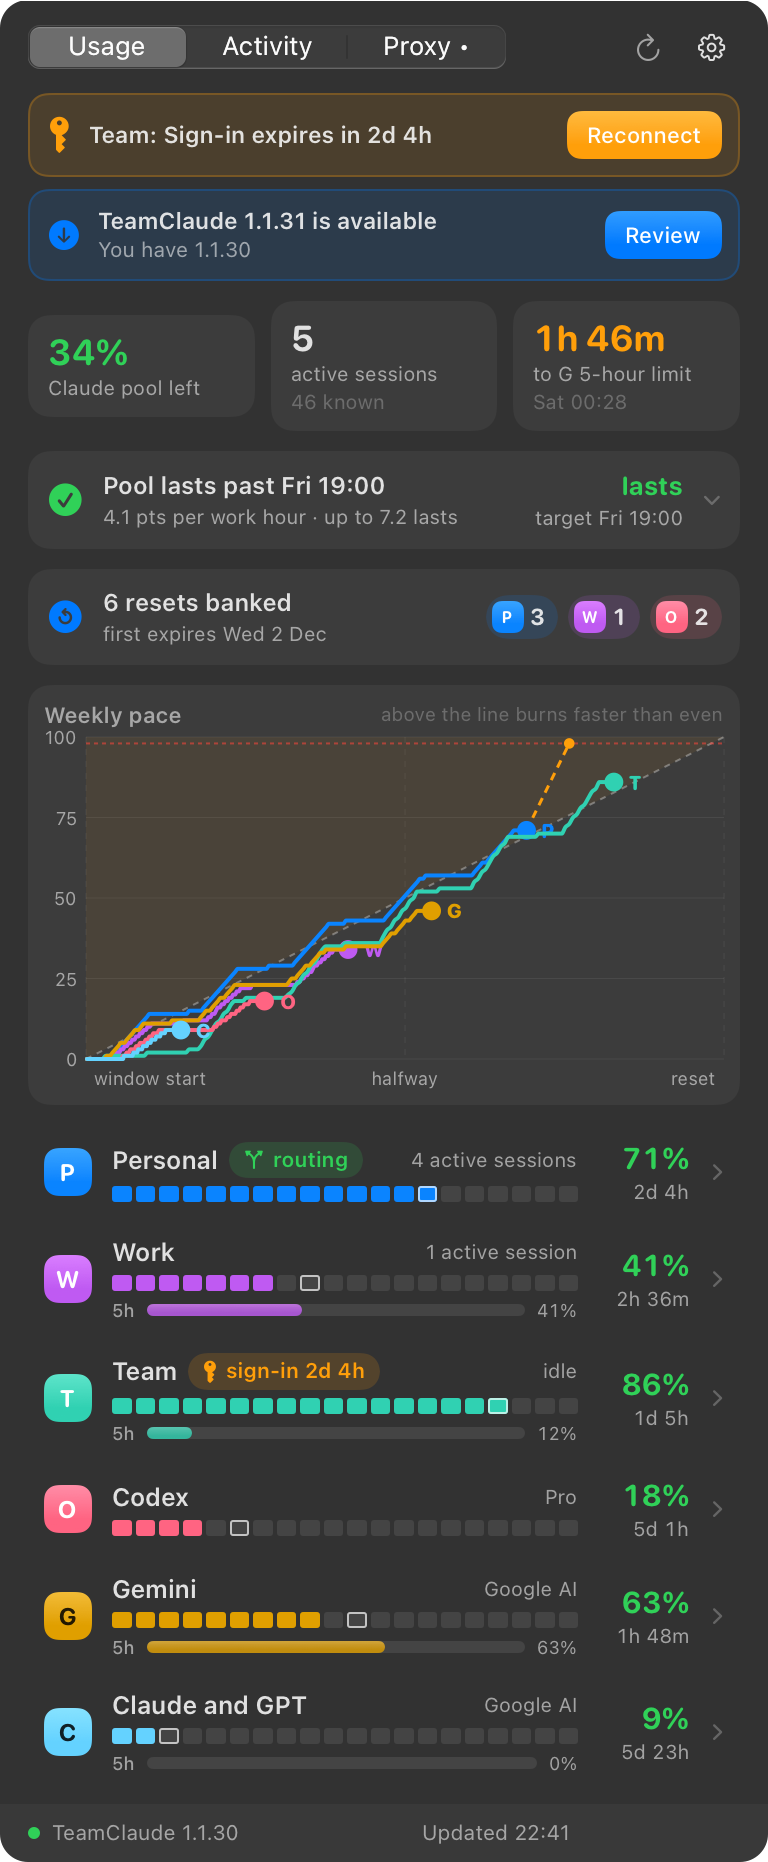 Usage
Activity
Proxy •
Team: Sign-in expires in 2d 4h
Reconnect
TeamClaude 1.1.31 is available
You have 1.1.30
Review
34%
Claude pool left
5
active sessions
46 known
1h 46m
to G 5-hour limit
Sat 00:28
Pool lasts past Fri 19:00
4.1 pts per work hour · up to 7.2 lasts
lasts
target Fri 19:00
6 resets banked
first expires Wed 2 Dec
P 3
W 1
O 2
Weekly pace
above the line burns faster than even
100
75
50
25
0
T
P
G
W
O
C
window start
halfway
reset
P
Personal
routing
4 active sessions
71%
2d 4h
W
Work
1 active session
5h
41%
41%
2h 36m
T
Team
sign-in 2d 4h
idle
5h
12%
86%
1d 5h
O
Codex
Pro
18%
5d 1h
G
Gemini
Google AI
5h
63%
63%
1h 48m
C
Claude and GPT
Google AI
5h
0%
9%
5d 23h
TeamClaude 1.1.30
Updated 22:41